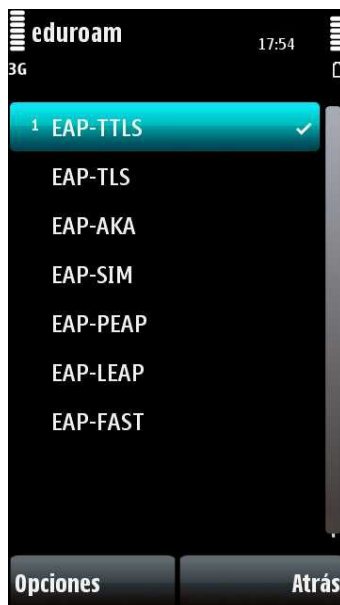 eduroam
17:54
3G
1 EAP-TTLS
EAP-TLS
EAP-AKA
EAP-SIM
EAP-PEAP
EAP-LEAP
EAP-FAST
Opciones Atrás